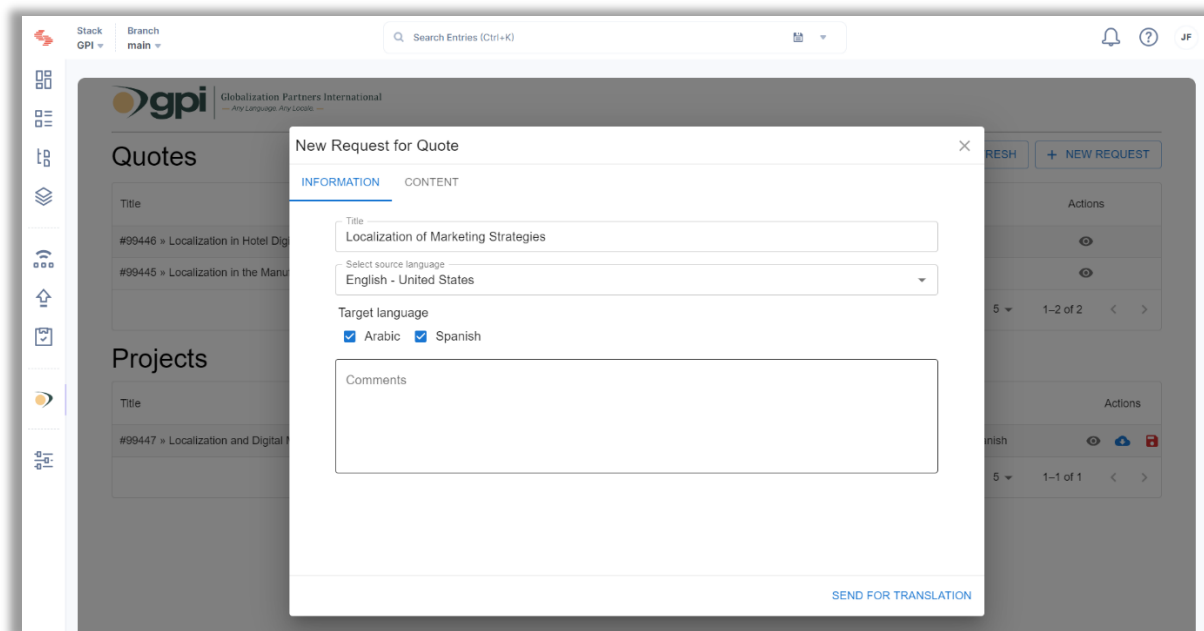 Stack
Branch
GPI
main
Search Entries (Ctrl+K)
JF
gpi
Globalization Partners International
— Any Language. Any Locale. —
Quotes
RESH
+ NEW REQUEST
Title
Actions
#99446 » Localization in Hotel Digi
#99445 » Localization in the Manu
5
1–2 of 2
Projects
Title
Actions
#99447 » Localization and Digital M
anish
5
1–1 of 1
New Request for Quote
INFORMATION
CONTENT
Title
Localization of Marketing Strategies
Select source language
English - United States
Target language
Arabic
Spanish
Comments
SEND FOR TRANSLATION